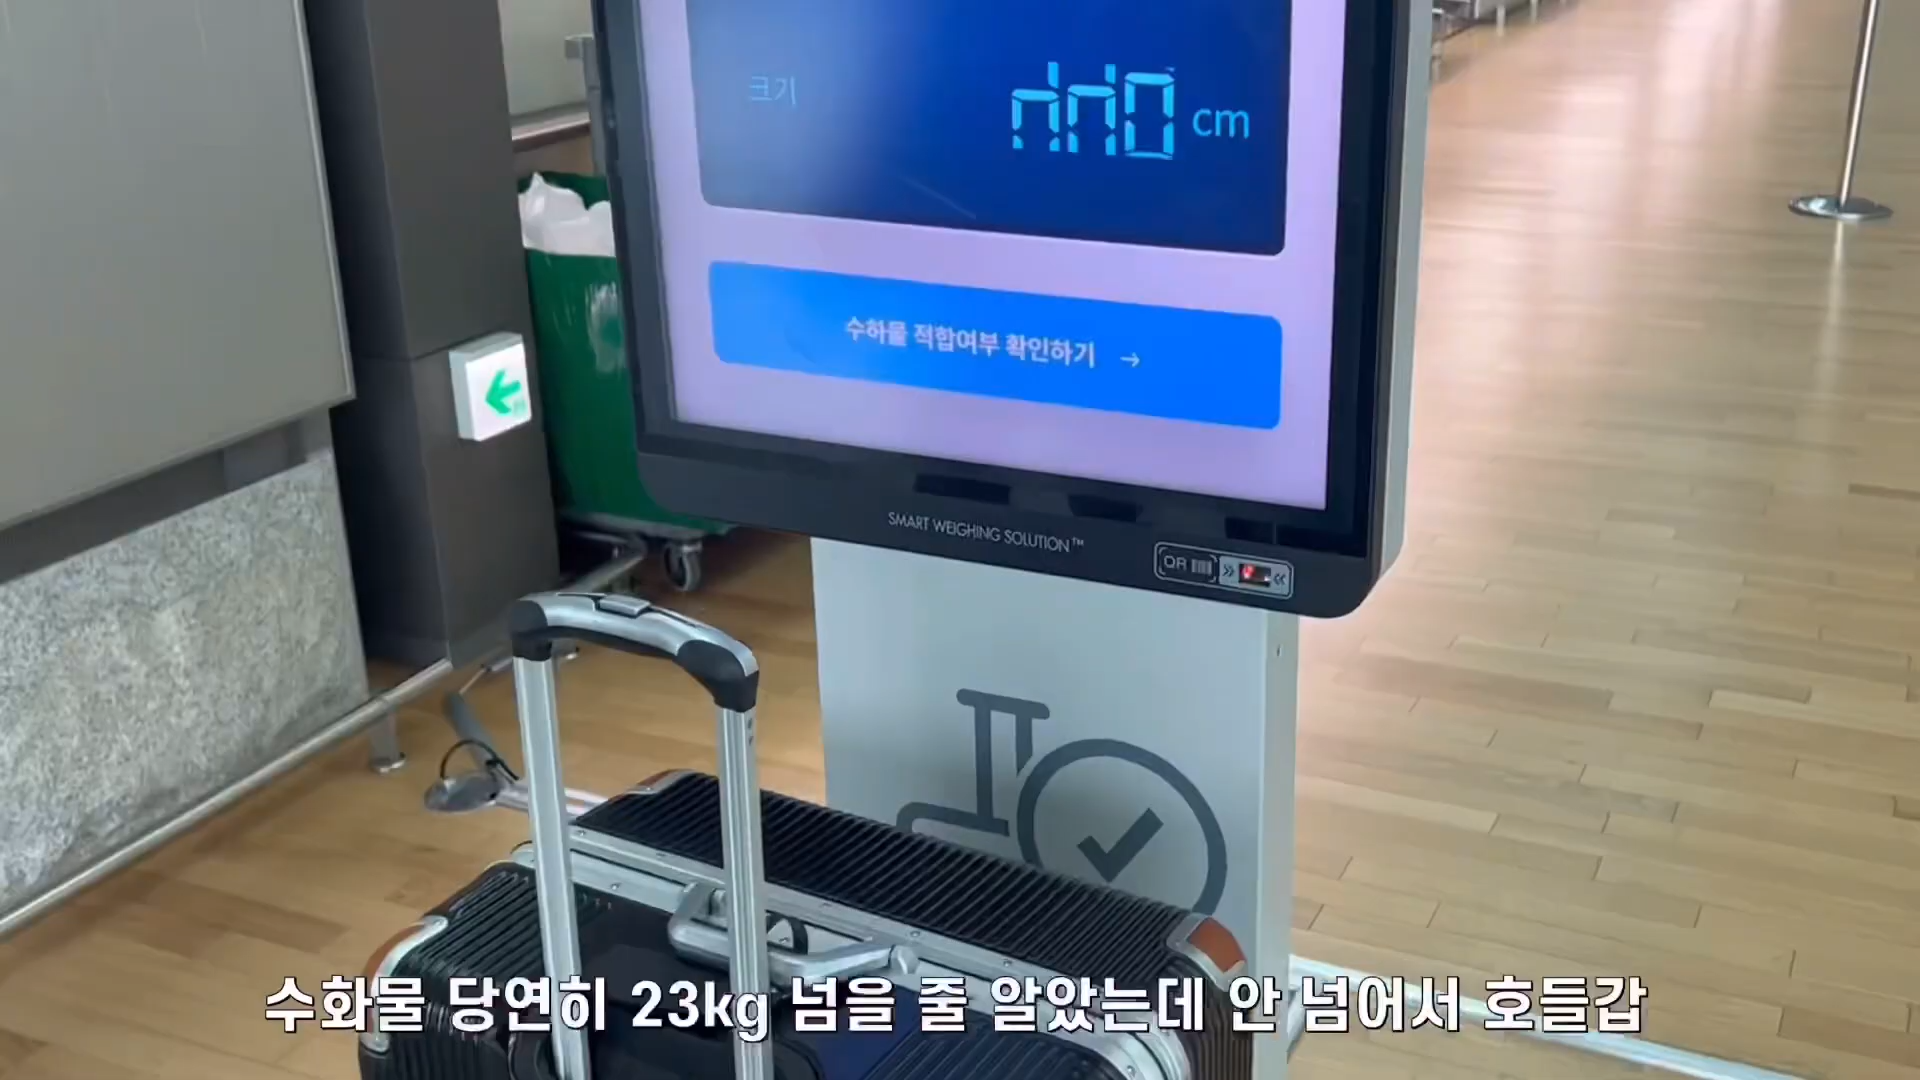 크기
cm
수하물 적합여부 확인하기 →
SMART WEIGHING SOLUTION™
QR
수화물 당연히 23kg 넘을 줄 알았는데 안 넘어서 호들갑